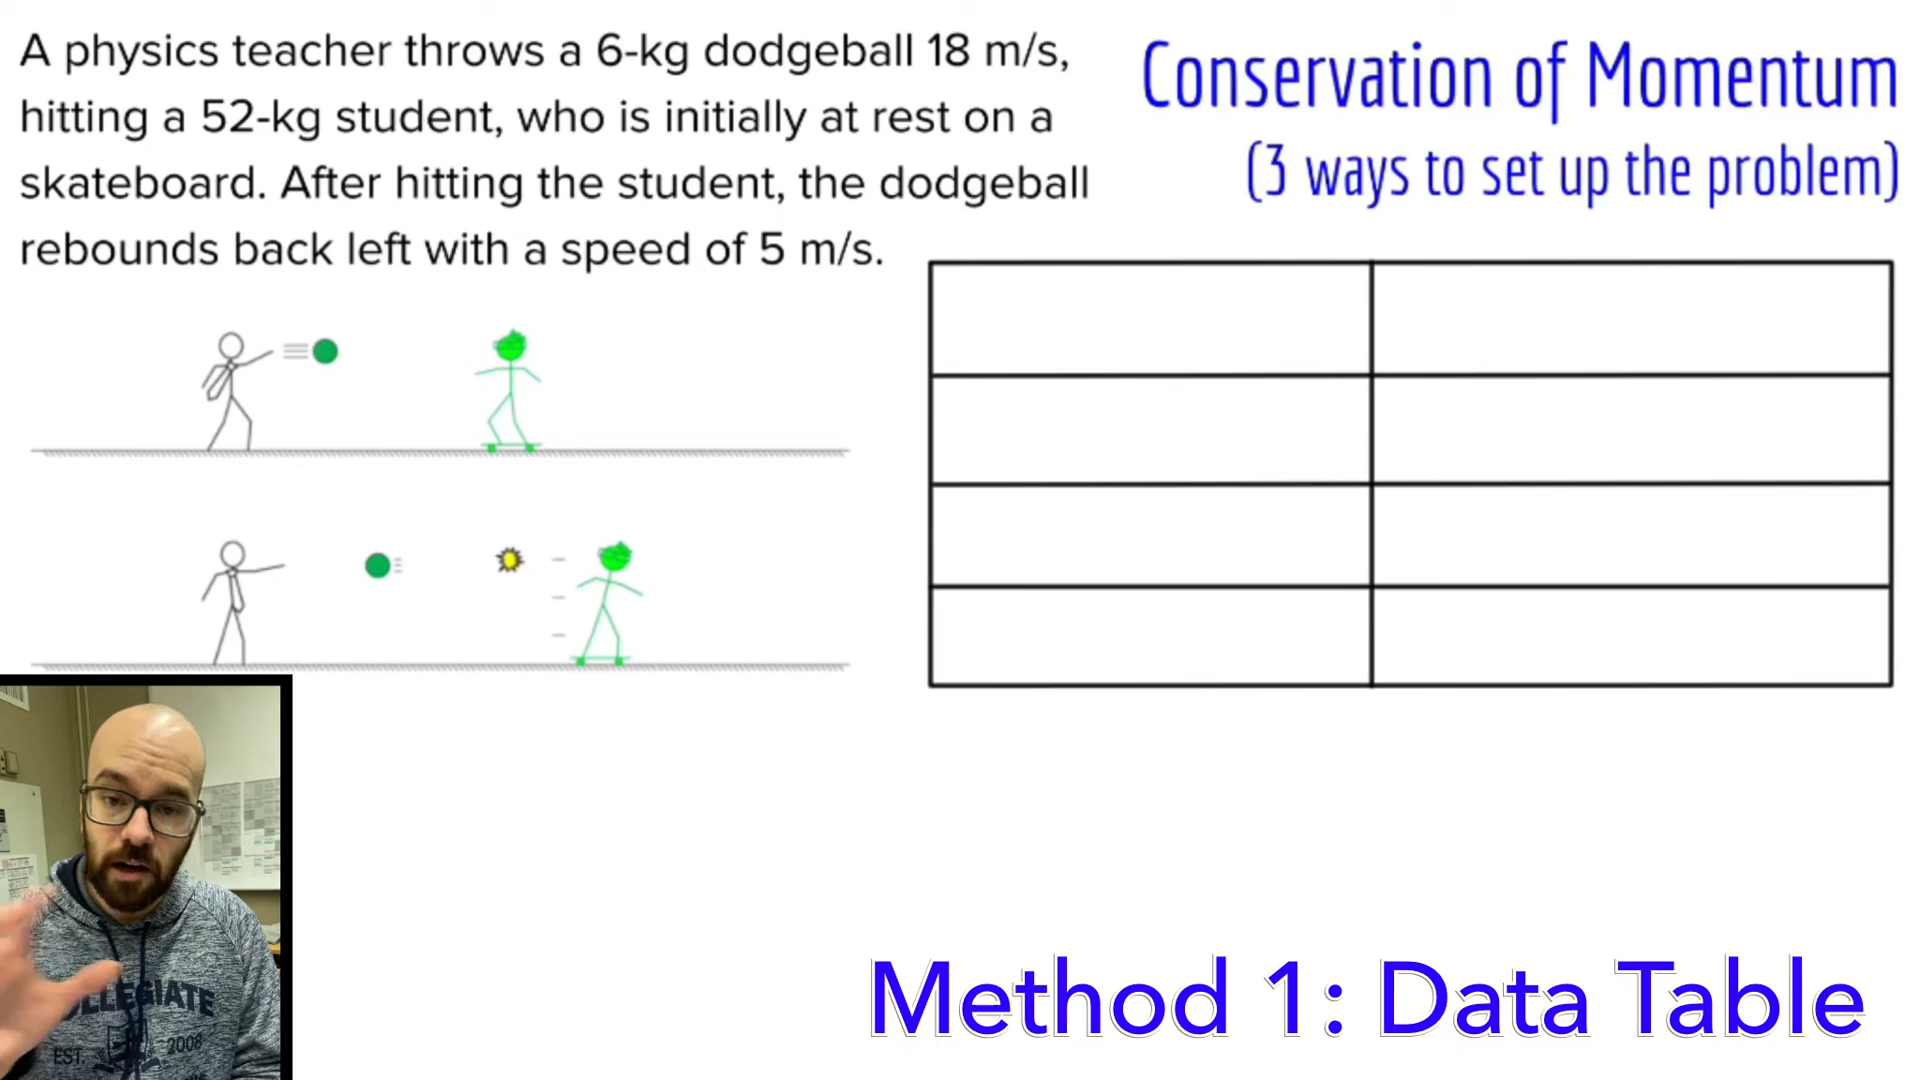 A physics teacher throws a 6-kg dodgeball 18 m/s,
hitting a 52-kg student, who is initially at rest on a
skateboard. After hitting the student, the dodgeball
rebounds back left with a speed of 5 m/s.
Conservation of Momentum
(3 ways to set up the problem)
EST. 2008
Method 1: Data Table